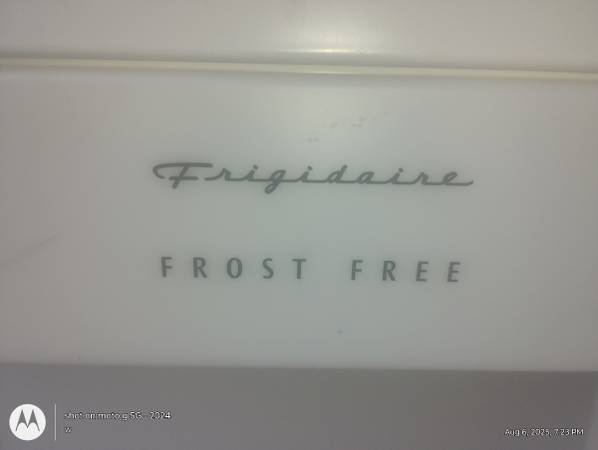 Frigidaire
FROST FREE
shot on moto g 5G - 2024
w
Aug 6, 2025, 7:23 PM